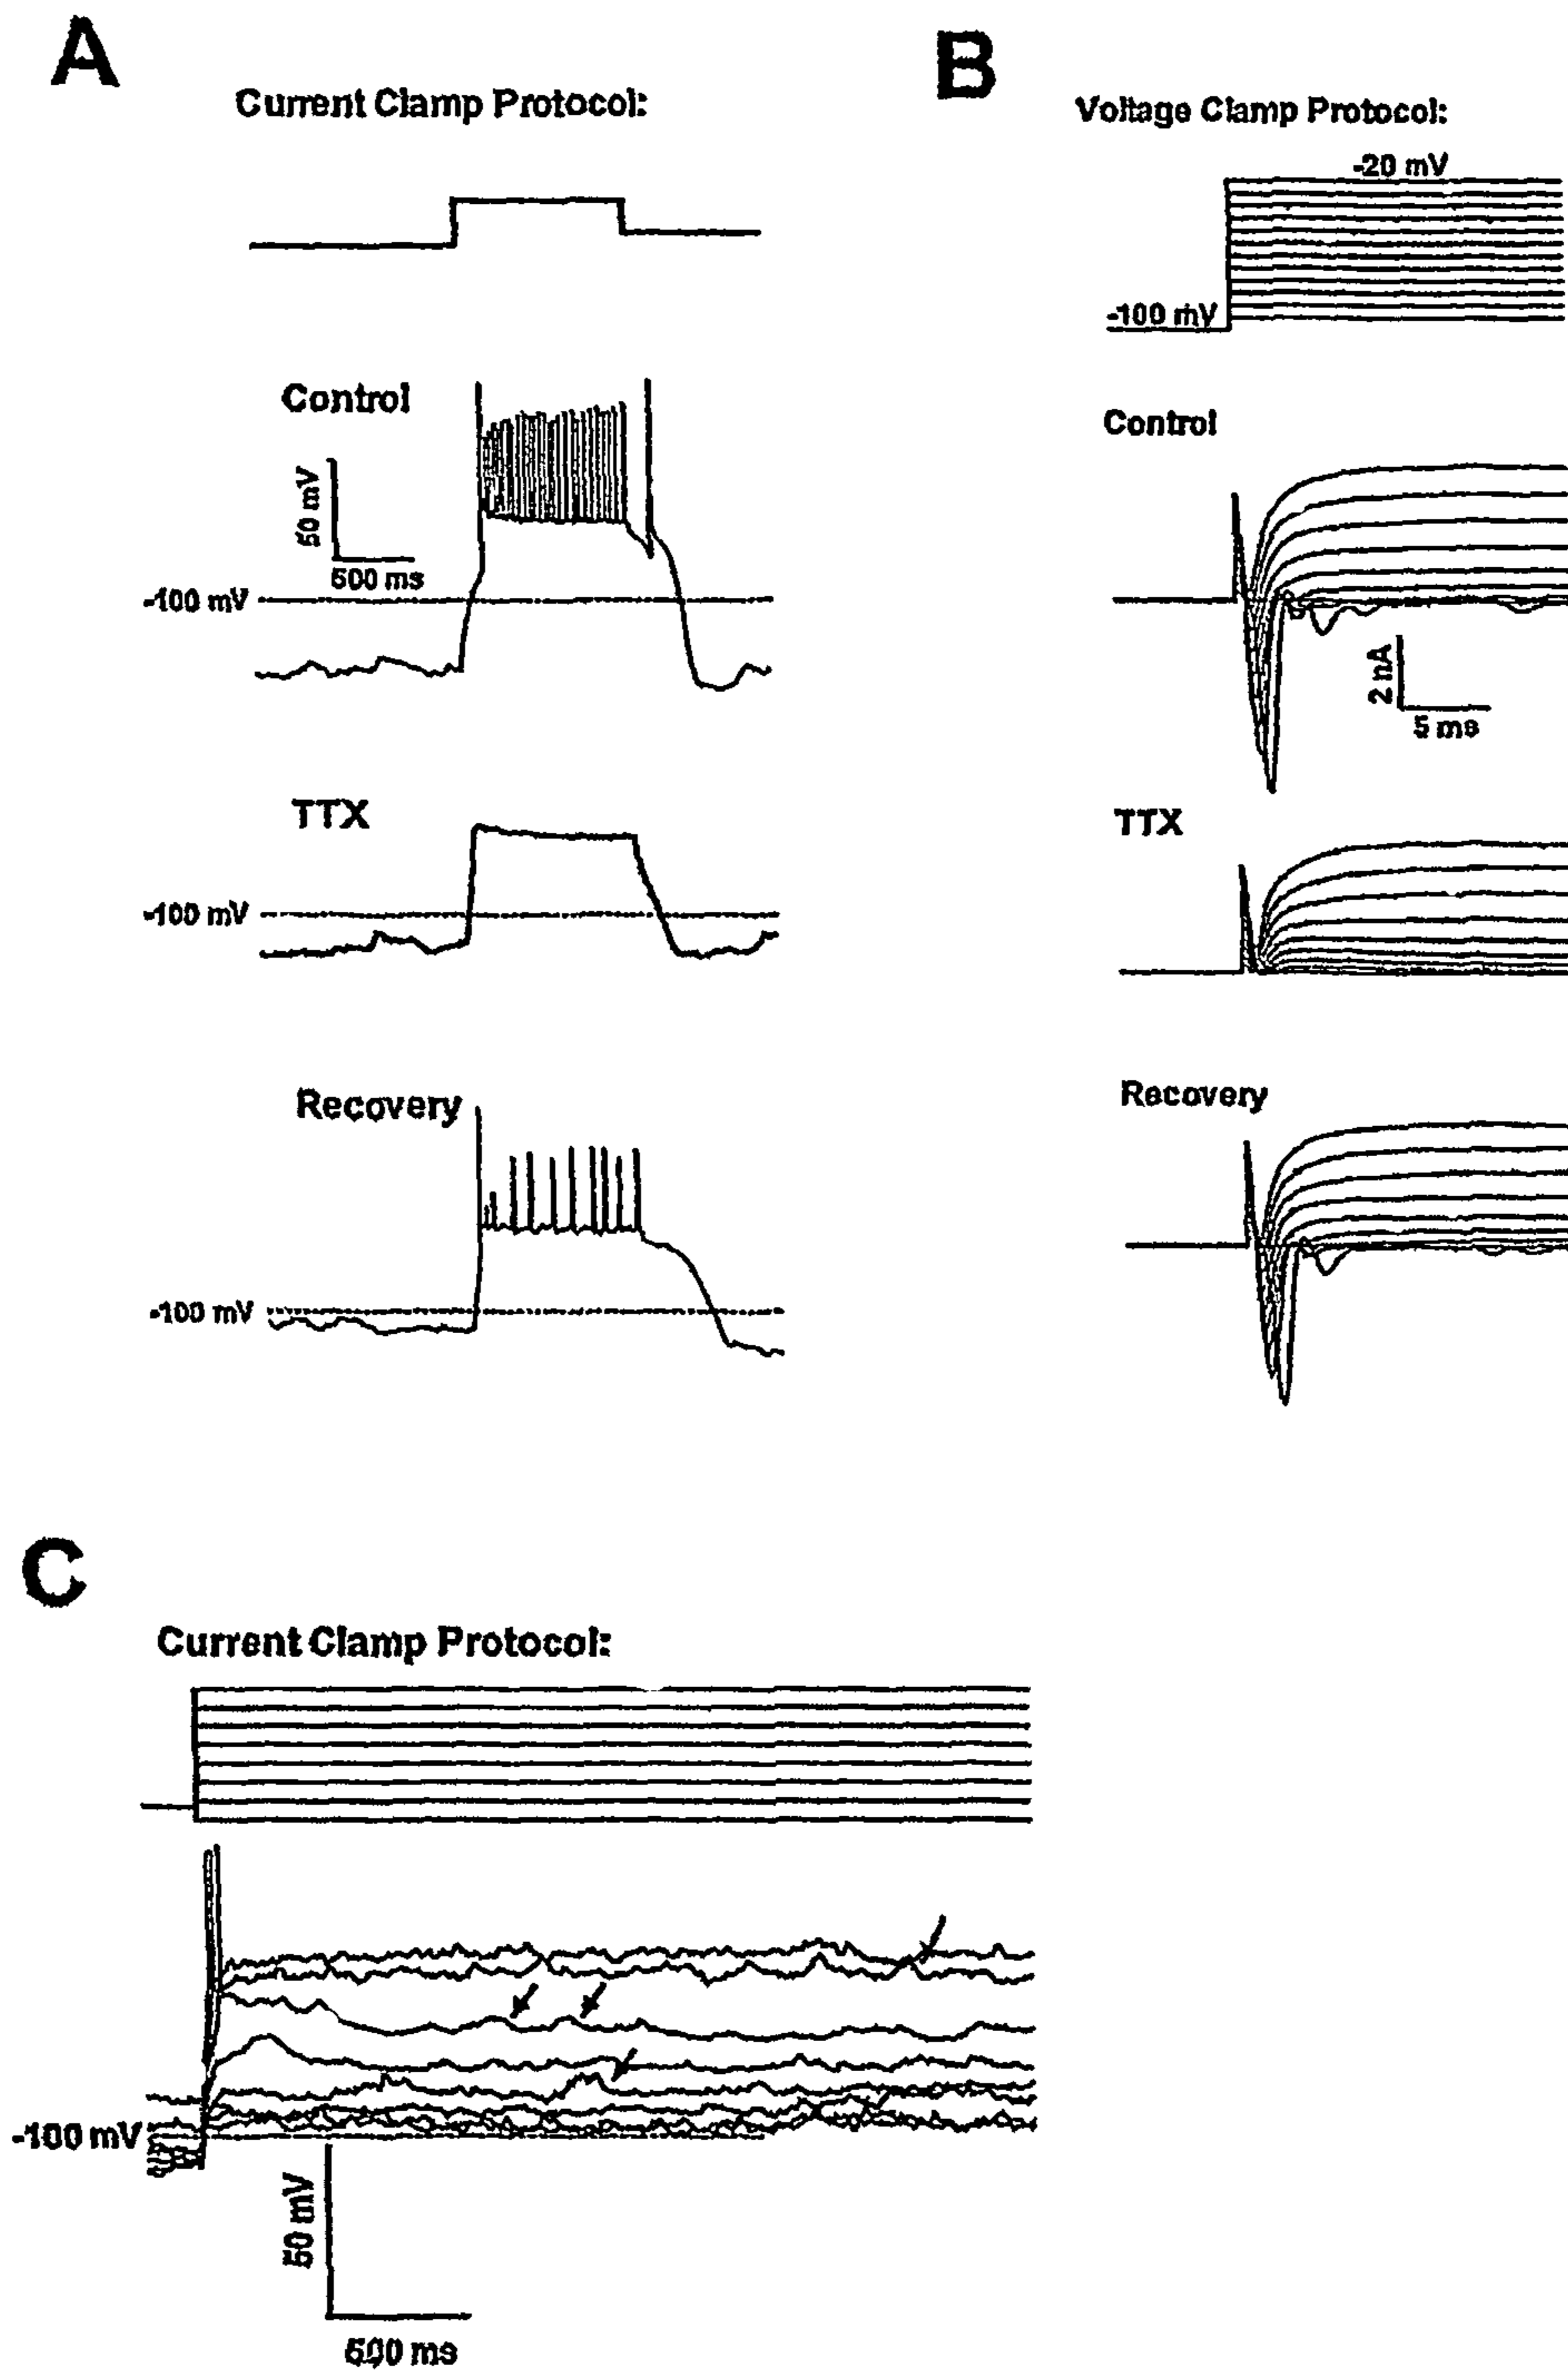 A
Current Clamp Protocol:
Control
50 mV
500 ms
-100 mV
TTX
-100 mV
Recovery
-100 mV
B
Voltage Clamp Protocol:
-20 mV
-100 mV
Control
2 nA
5 ms
TTX
Recovery
C
Current Clamp Protocol:
-100 mV
50 mV
500 ms